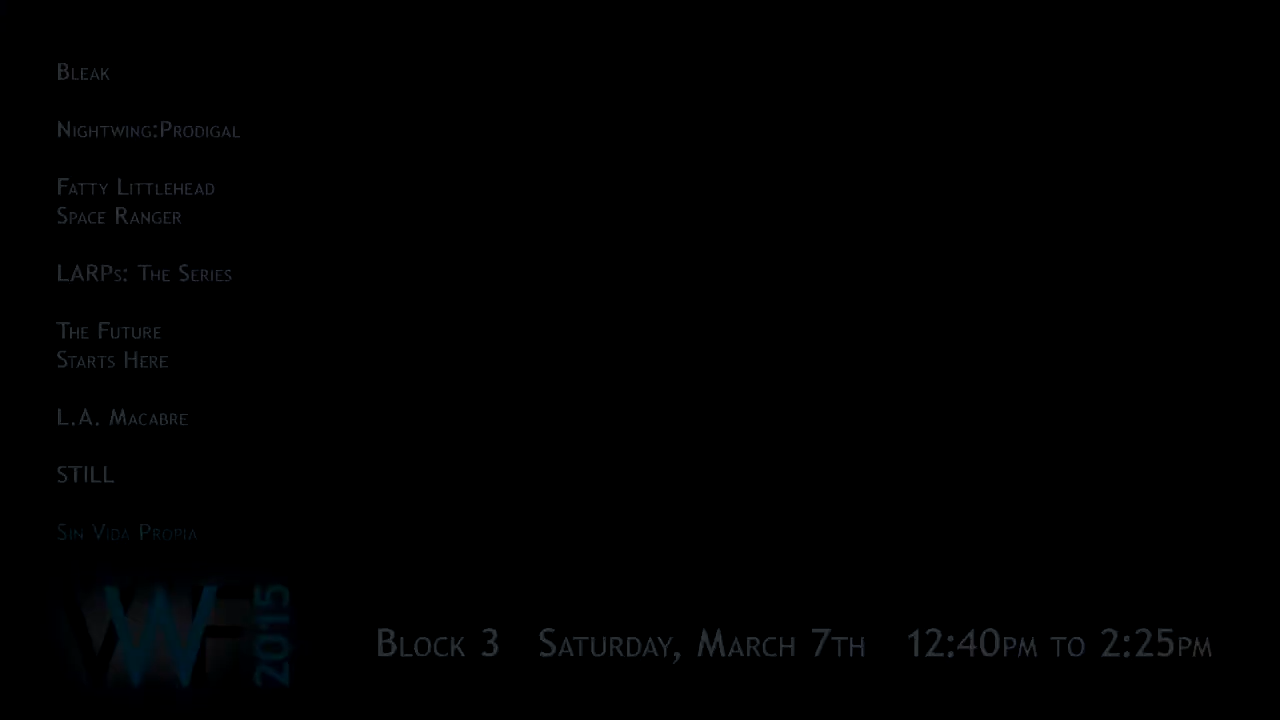 Bleak
Nightwing:Prodigal
Fatty Littlehead
Space Ranger
LARPs: The Series
The Future
Starts Here
L.A. Macabre
STILL
Sin Vida Propia
2015
Block 3 Saturday, March 7th 12:40pm to 2:25pm